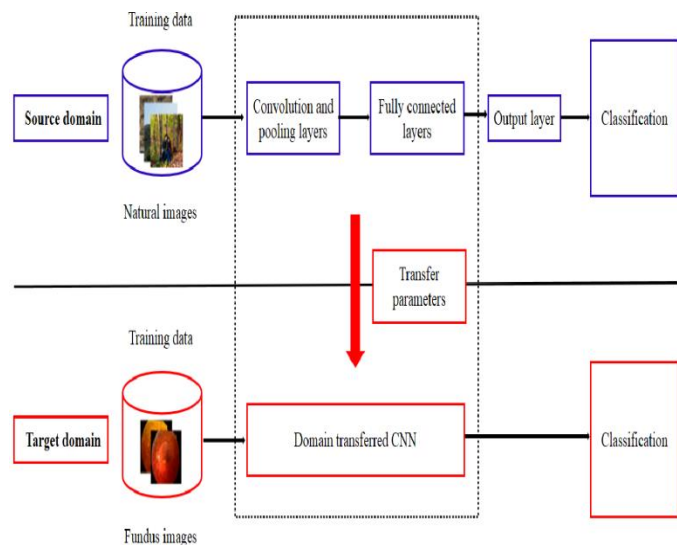 Training data
Source domain
Convolution and
pooling layers
Fully connected
layers
Output layer
Classification
Natural images
Transfer
parameters
Training data
Target domain
Domain transferred CNN
Classification
Fundus images